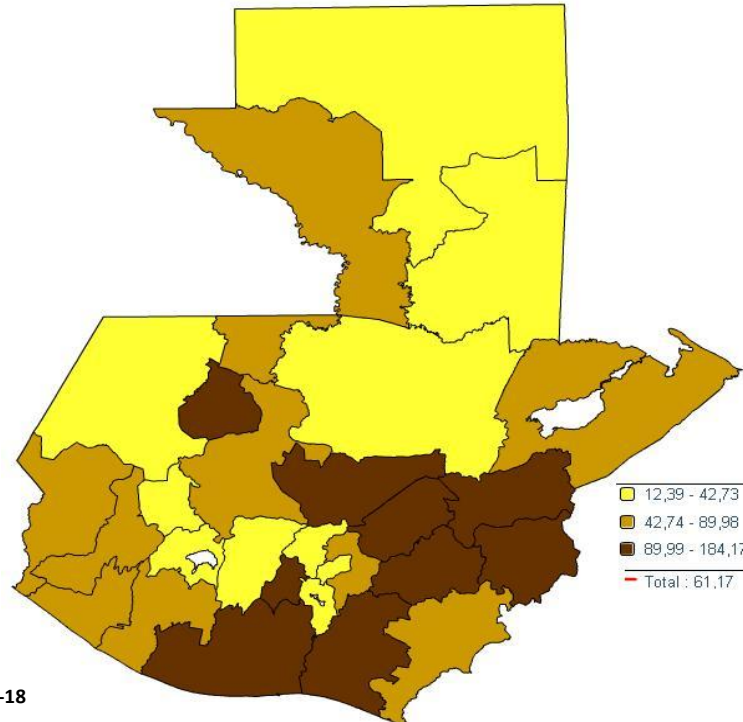 12,39 - 42,73
42,74 - 89,98
89,99 - 184,17
Total : 61,17
-18